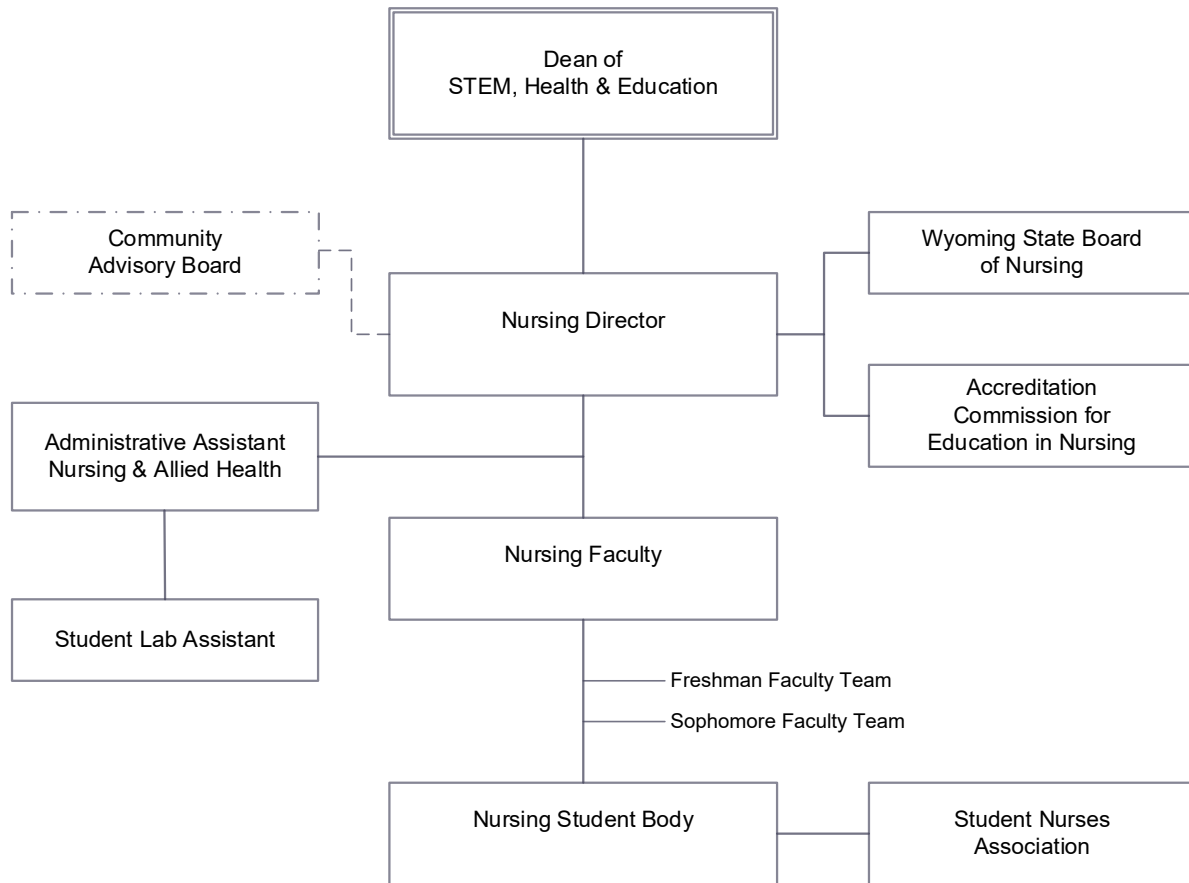 Dean of
STEM, Health & Education
Community
Advisory Board
Wyoming State Board
of Nursing
Nursing Director
Accreditation
Commission for
Education in Nursing
Administrative Assistant
Nursing & Allied Health
Nursing Faculty
Student Lab Assistant
Freshman Faculty Team
Sophomore Faculty Team
Nursing Student Body
Student Nurses
Association